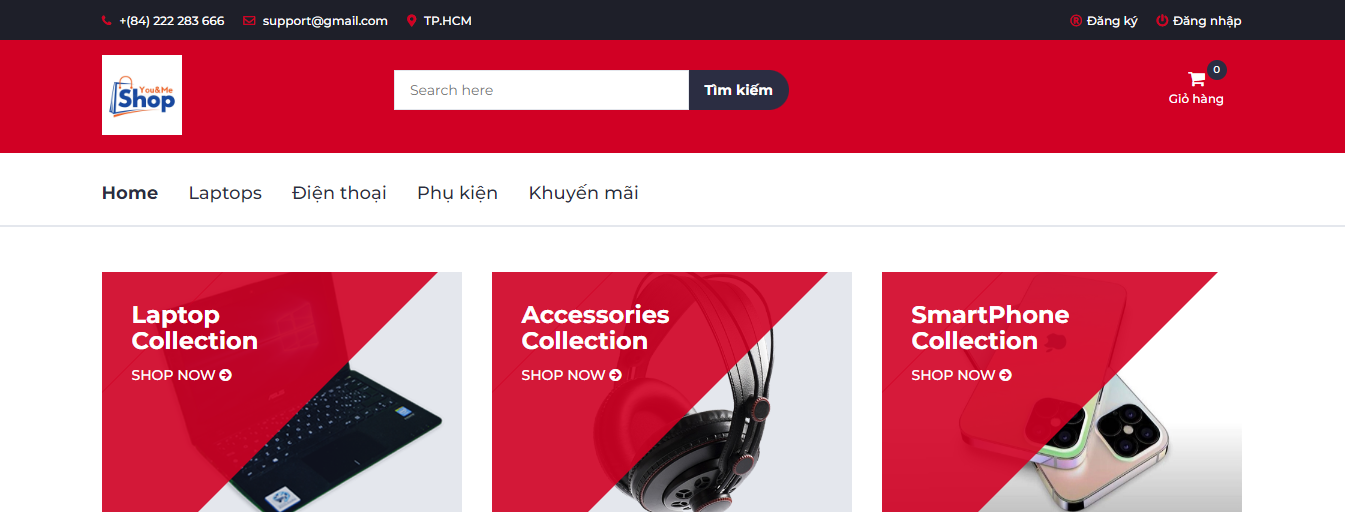 +(84) 222 283 666 support@gmail.com TP.HCM Đăng ký Đăng nhập
You&Me
Shop
Search here Tìm kiếm
0
Giỏ hàng
Home Laptops Điện thoại Phụ kiện Khuyến mãi
Laptop
Collection
SHOP NOW
Accessories
Collection
SHOP NOW
SmartPhone
Collection
SHOP NOW